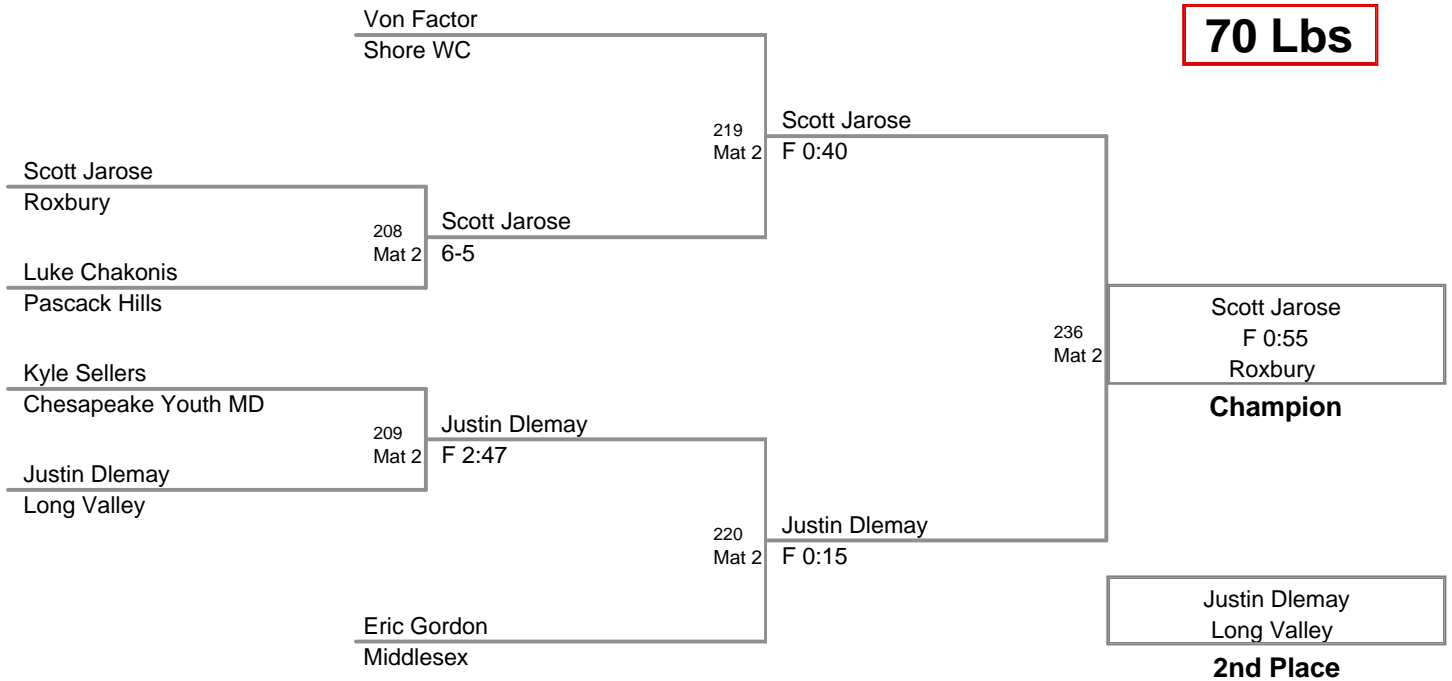 70 Lbs
Von Factor
Shore WC
219
Mat 2
Scott Jarose
F 0:40
Scott Jarose
Roxbury
208
Mat 2
Scott Jarose
6-5
Luke Chakonis
Pascack Hills
236
Mat 2
Scott Jarose
F 0:55
Roxbury
Champion
Kyle Sellers
Chesapeake Youth MD
209
Mat 2
Justin Dlemay
F 2:47
Justin Dlemay
Long Valley
220
Mat 2
Justin Dlemay
F 0:15
Eric Gordon
Middlesex
Justin Dlemay
Long Valley
2nd Place